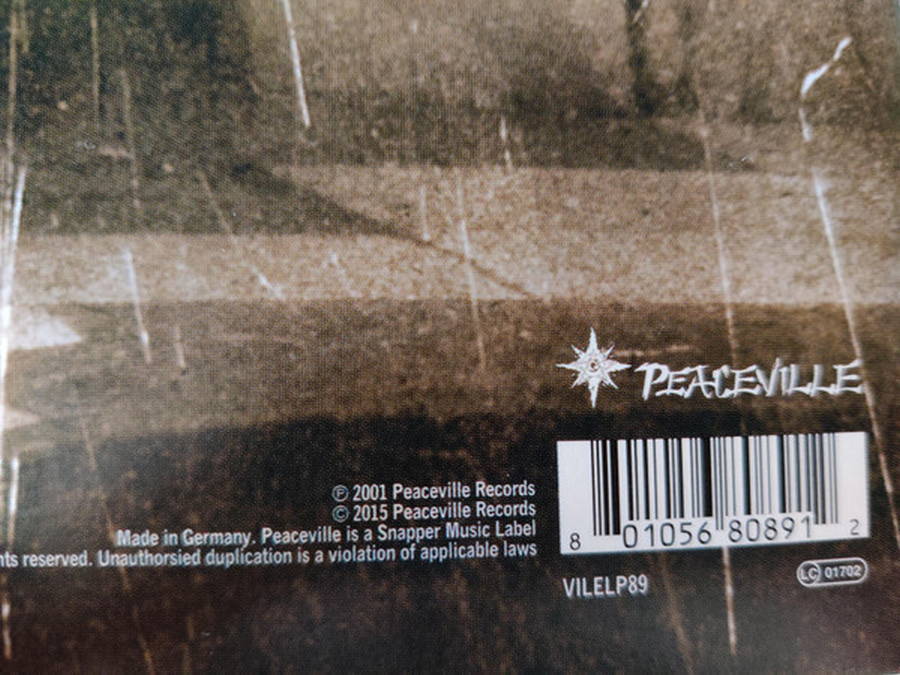 PEACEVILLE
℗ 2001 Peaceville Records
© 2015 Peaceville Records
Made in Germany. Peaceville is a Snapper Music Label
reserved. Unauthorsied duplication is a violation of applicable laws
8 01056 80891 2
VILELP89
LC 01702